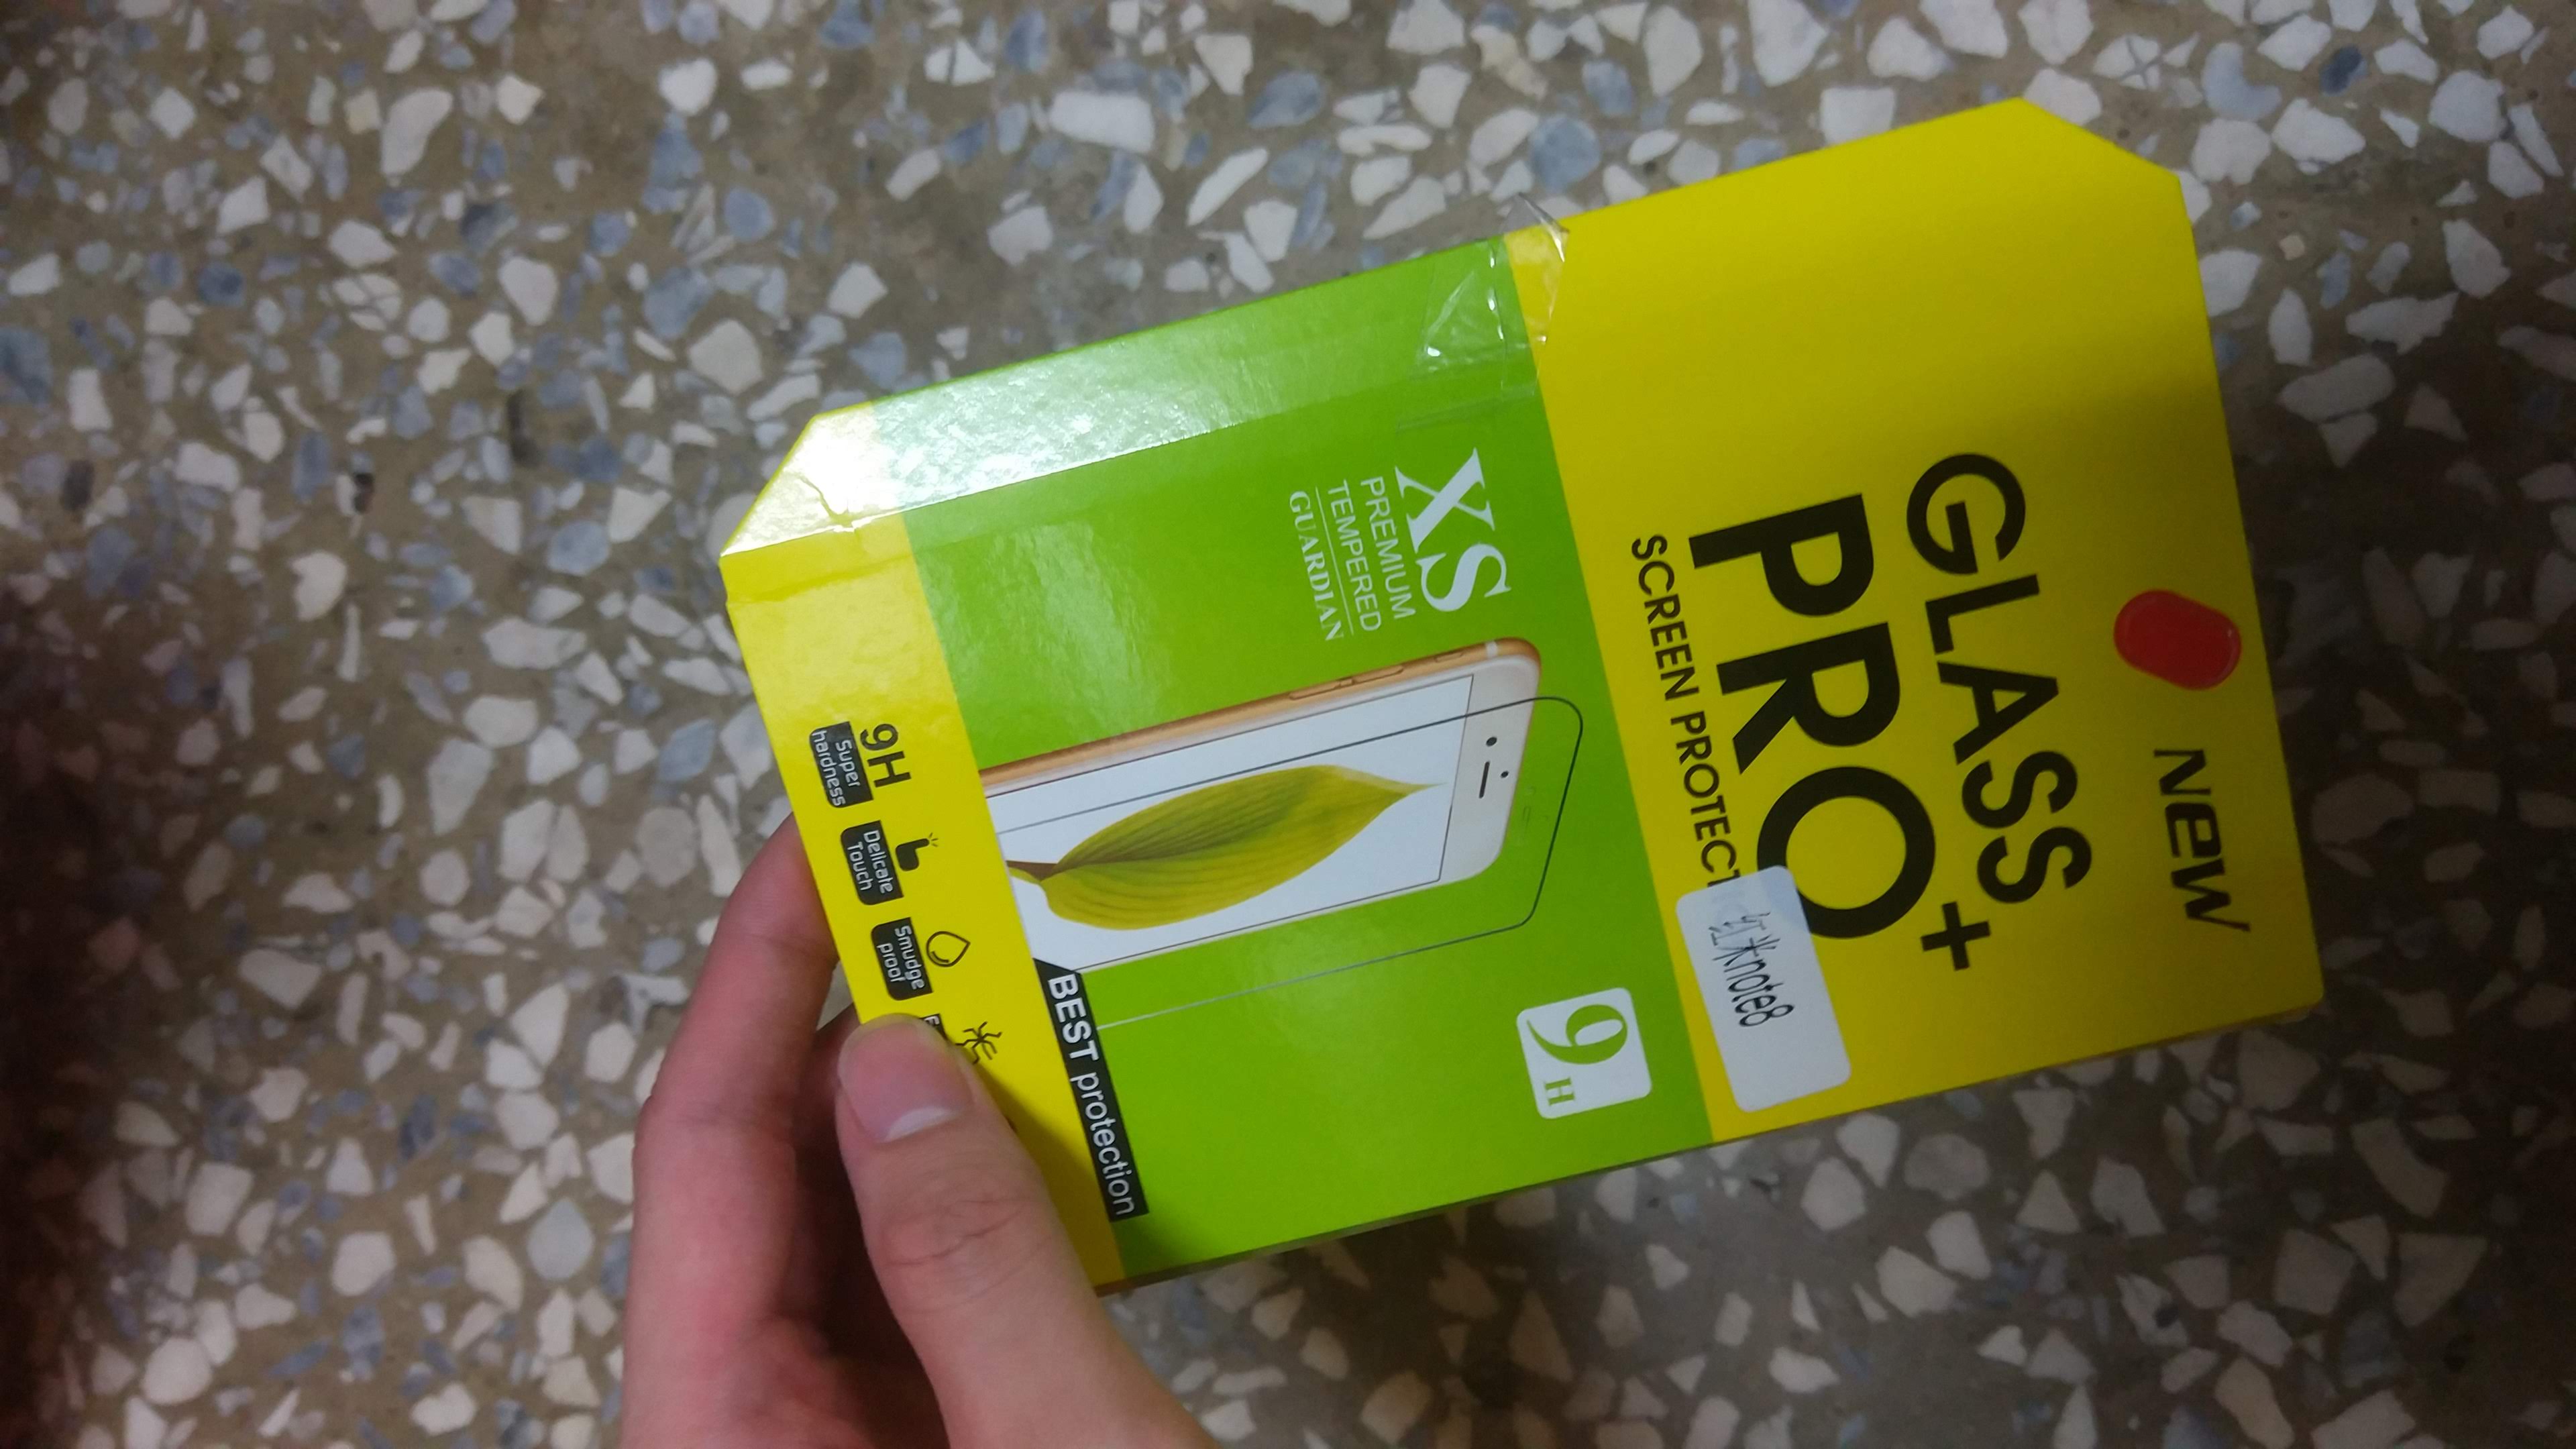 NEW
GLASS
PRO+
SCREEN PROTECT
红米note8
XS
PREMIUM
TEMPERED
GUARDIAN
9H
BEST protection
9H
Super
hardness
Delicate
Touch
Smudge
proof